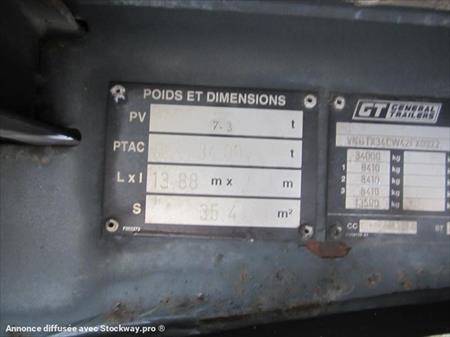 POIDS ET DIMENSIONS
PV 7.3 t
PTAC t
L x l 13.88 m x m
S 35.4 m²
GT GENERAL TRAILERS
34000 kg
1 8410 kg
2 8410 kg
3 8410 kg
13500 kg
CC
Annonce diffusée avec Stockway.pro ®